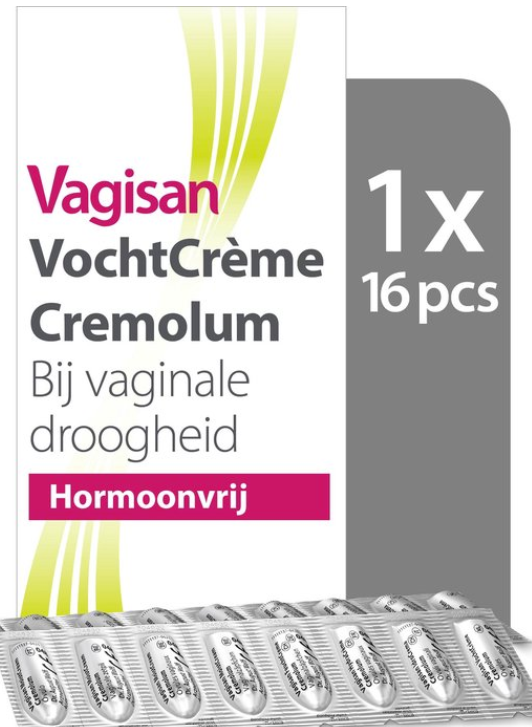 Vagisan
VochtCrème
Cremolum
Bij vaginale
droogheid
Hormoonvrij
1x
16 pcs